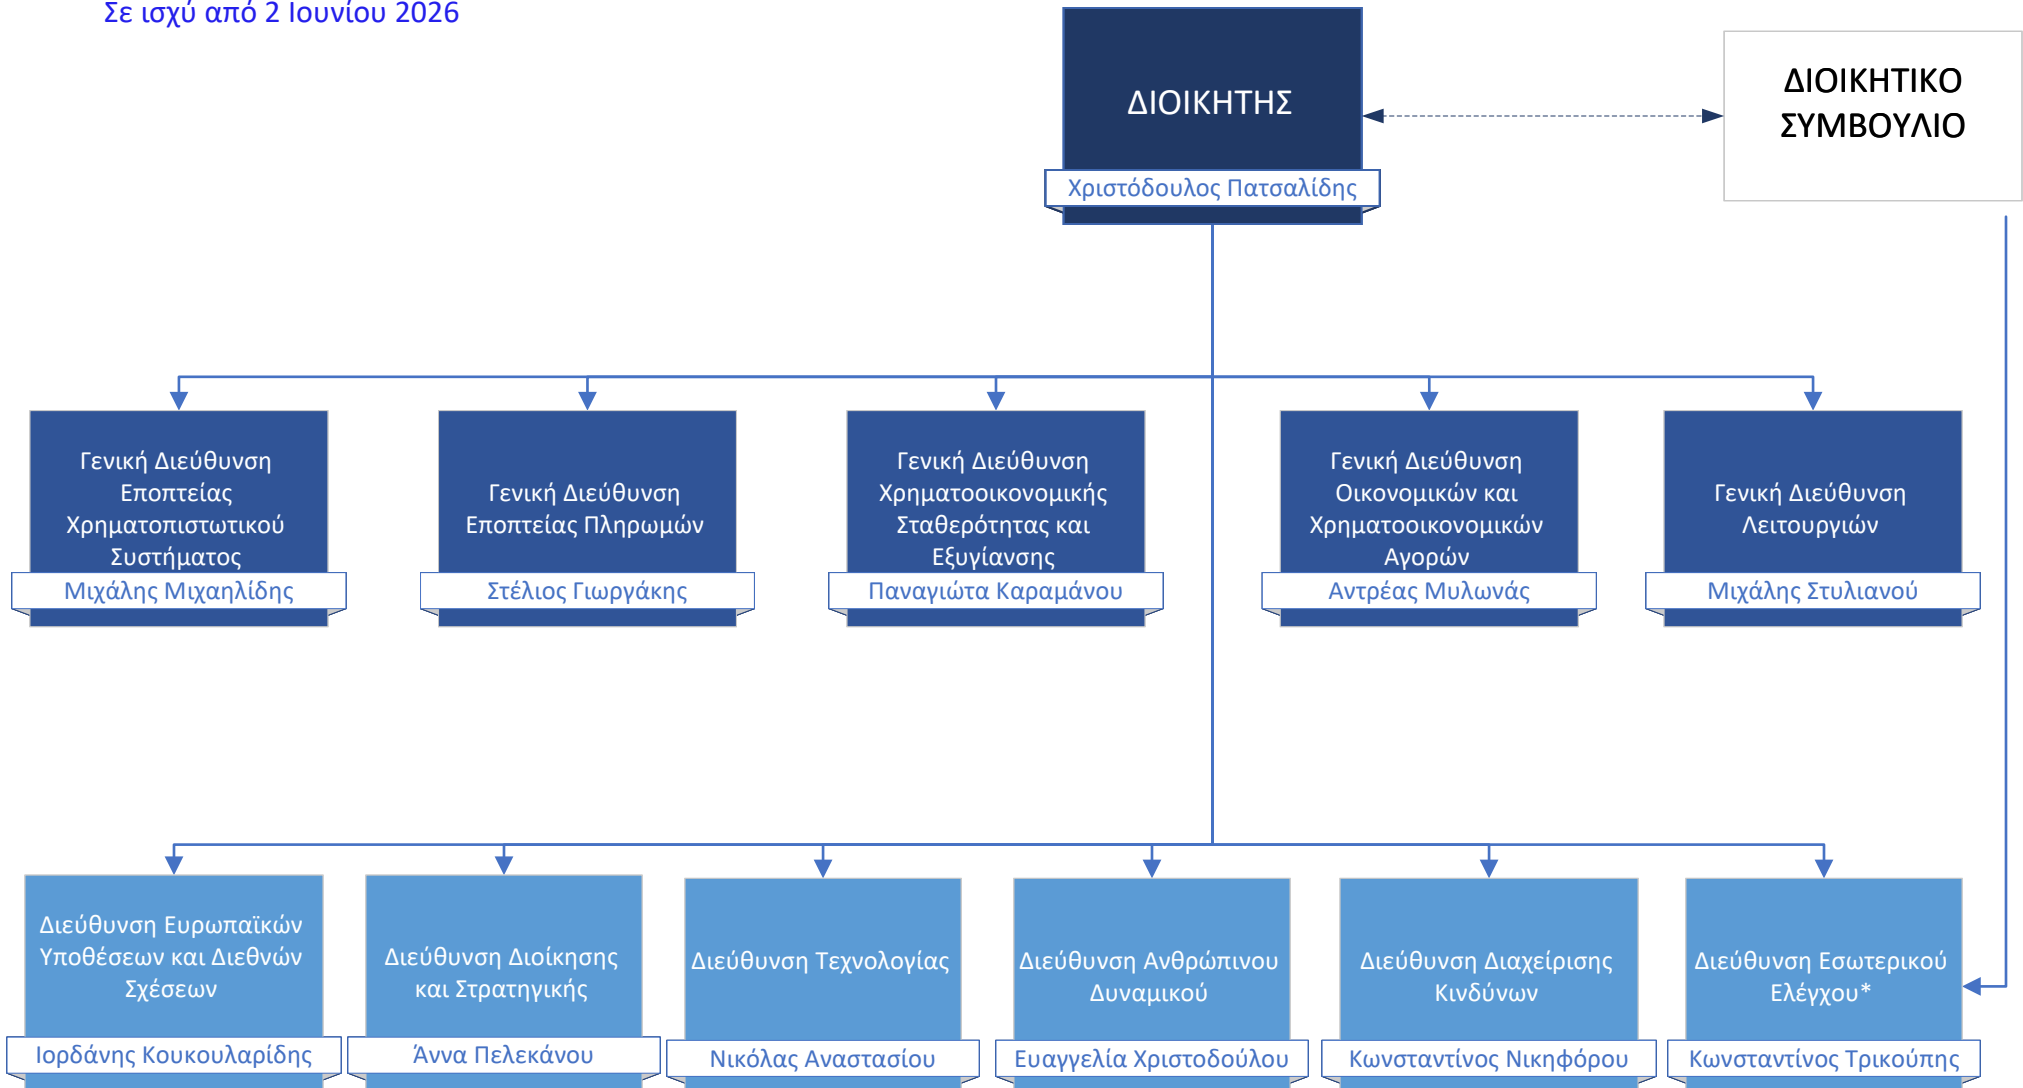 Σε ισχύ από 2 Ιουνίου 2026
ΔΙΟΙΚΗΤΗΣ
Χριστόδουλος Πατσαλίδης
ΔΙΟΙΚΗΤΙΚΟ
ΣΥΜΒΟΥΛΙΟ
Γενική Διεύθυνση
Εποπτείας
Χρηματοπιστωτικού
Συστήματος
Μιχάλης Μιχαηλίδης
Γενική Διεύθυνση
Εποπτείας Πληρωμών
Στέλιος Γιωργάκης
Γενική Διεύθυνση
Χρηματοοικονομικής
Σταθερότητας και
Εξυγίανσης
Παναγιώτα Καραμάνου
Γενική Διεύθυνση
Οικονομικών και
Χρηματοοικονομικών
Αγορών
Αντρέας Μυλωνάς
Γενική Διεύθυνση
Λειτουργιών
Μιχάλης Στυλιανού
Διεύθυνση Ευρωπαϊκών
Υποθέσεων και Διεθνών
Σχέσεων
Ιορδάνης Κουκουλαρίδης
Διεύθυνση Διοίκησης
και Στρατηγικής
Άννα Πελεκάνου
Διεύθυνση Τεχνολογίας
Νικόλας Αναστασίου
Διεύθυνση Ανθρώπινου
Δυναμικού
Ευαγγελία Χριστοδούλου
Διεύθυνση Διαχείρισης
Κινδύνων
Κωνσταντίνος Νικηφόρου
Διεύθυνση Εσωτερικού
Ελέγχου*
Κωνσταντίνος Τρικούπης